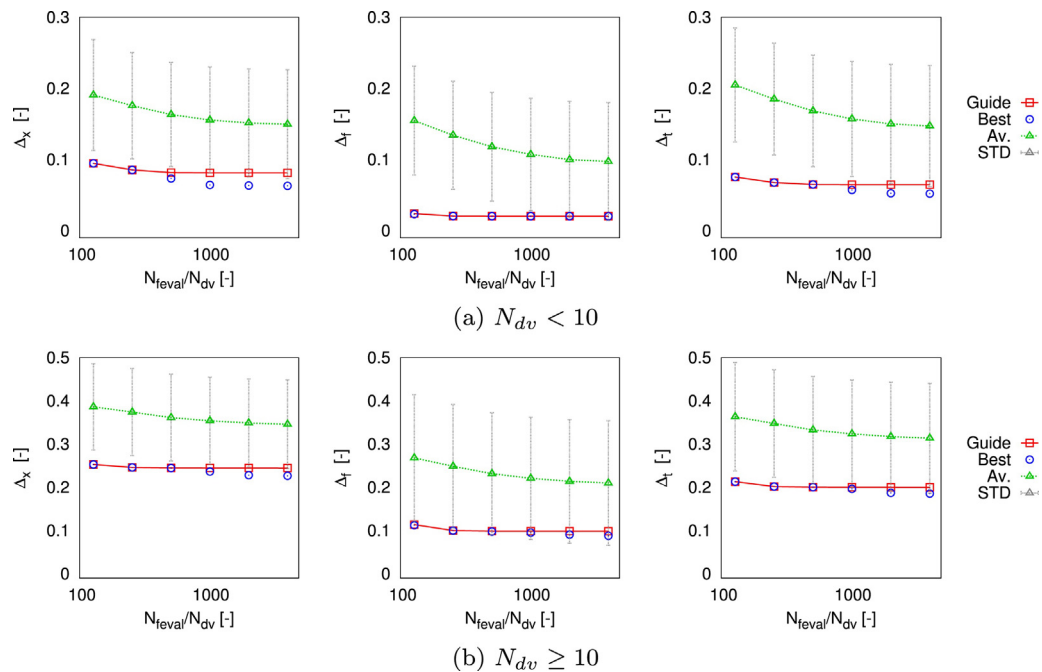 0.3
0.2
0.1
0
Δx [-]
100
1000
Nfeval/Ndv [-]
0.3
0.2
0.1
0
Δf [-]
100
1000
Nfeval/Ndv [-]
0.3
0.2
0.1
0
Δt [-]
100
1000
Nfeval/Ndv [-]
Guide
Best
Av.
STD
(a) Ndv < 10
0.5
0.4
0.3
0.2
0.1
0
Δx [-]
100
1000
Nfeval/Ndv [-]
0.5
0.4
0.3
0.2
0.1
0
Δf [-]
100
1000
Nfeval/Ndv [-]
0.5
0.4
0.3
0.2
0.1
0
Δt [-]
100
1000
Nfeval/Ndv [-]
Guide
Best
Av.
STD
(b) Ndv ≥ 10